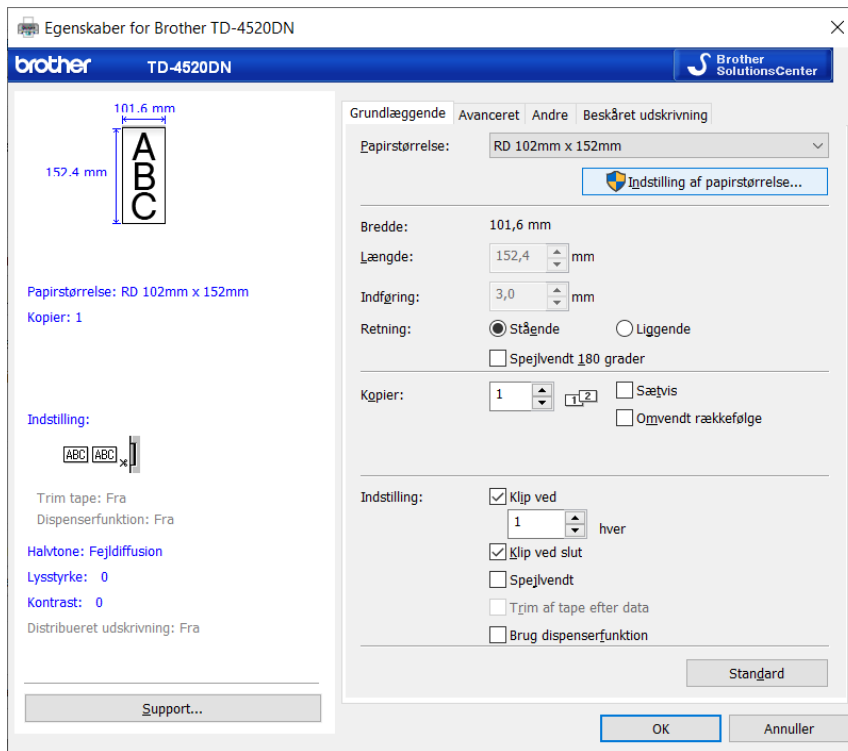 Egenskaber for Brother TD-4520DN
brother TD-4520DN Brother SolutionsCenter
101.6 mm
152.4 mm
A
B
C
Papirstørrelse: RD 102mm x 152mm
Kopier: 1
Indstilling:
ABC ABC
Trim tape: Fra
Dispenserfunktion: Fra
Halvtone: Fejldiffusion
Lysstyrke: 0
Kontrast: 0
Distribueret udskrivning: Fra
Support...
Grundlæggende Avanceret Andre Beskåret udskrivning
Papirstørrelse: RD 102mm x 152mm
Indstilling af papirstørrelse...
Bredde: 101,6 mm
Længde: 152,4 mm
Indføring: 3,0 mm
Retning: Stående Liggende
Spejlvendt 180 grader
Kopier: 1 1 2 Sætvis
Omvendt rækkefølge
Indstilling: Klip ved
1 hver
Klip ved slut
Spejlvendt
Trim af tape efter data
Brug dispenserfunktion
Standard
OK Annuller